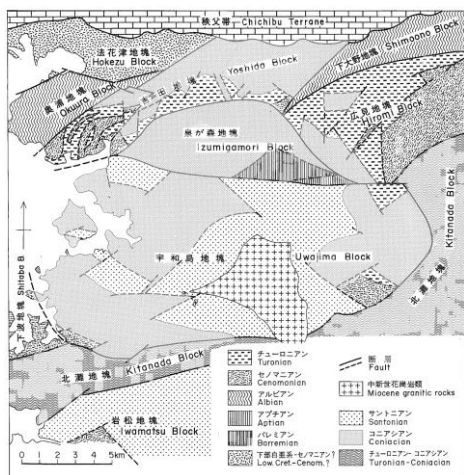 秩父帯 Chichibu Terrane
法花津地塊
Hokezu Block
吉田地塊
Yoshida Block
下大野地塊
Shimoono Block
奥浦地塊
Okuura Block
広見地塊
Hiromi Block
泉が森地塊
Izumigamori Block
北灘地塊
Kitanada Block
宇和島地塊
Uwajima Block
下波地塊 Shitaba B.
北灘地塊
Kitanada Block
岩松地塊
Iwamatsu Block
0 1 2 3 4 5km
チューロニアン
Turonian
セノマニアン
Cenomanian
アルビアン
Albian
アプチアン
Aptian
バレミアン
Barremian
下部白亜系-セノマニアン?
Low. Cret.-Cenom. ?
断層
Fault
中新世花崗岩類
Miocene granitic rocks
サントニアン
Santonian
コニアシアン
Coniacian
チューロニアン-コニアシアン
Turonian-Coniacian